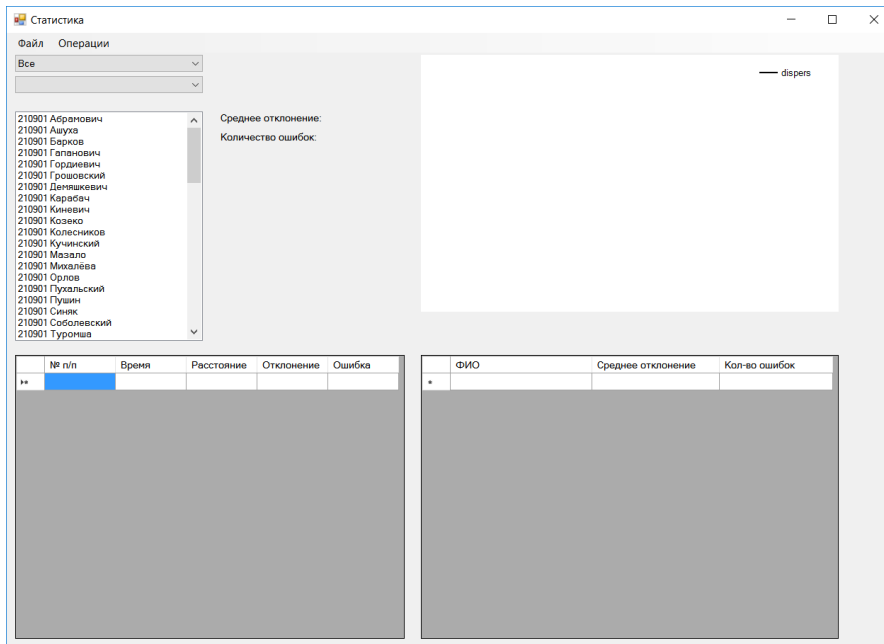 Статистика
Файл Операции
Все
dispers
210901 Абрамович
210901 Ашуха
210901 Барков
210901 Гапанович
210901 Гордиевич
210901 Грошовский
210901 Демяшкевич
210901 Карабач
210901 Киневич
210901 Козеко
210901 Колесников
210901 Кучинский
210901 Мазало
210901 Михалёва
210901 Орлов
210901 Пухальский
210901 Пушин
210901 Синяк
210901 Соболевский
210901 Туромша
Среднее отклонение:
Количество ошибок:
№ п/п Время Расстояние Отклонение Ошибка
ФИО Среднее отклонение Кол-во ошибок